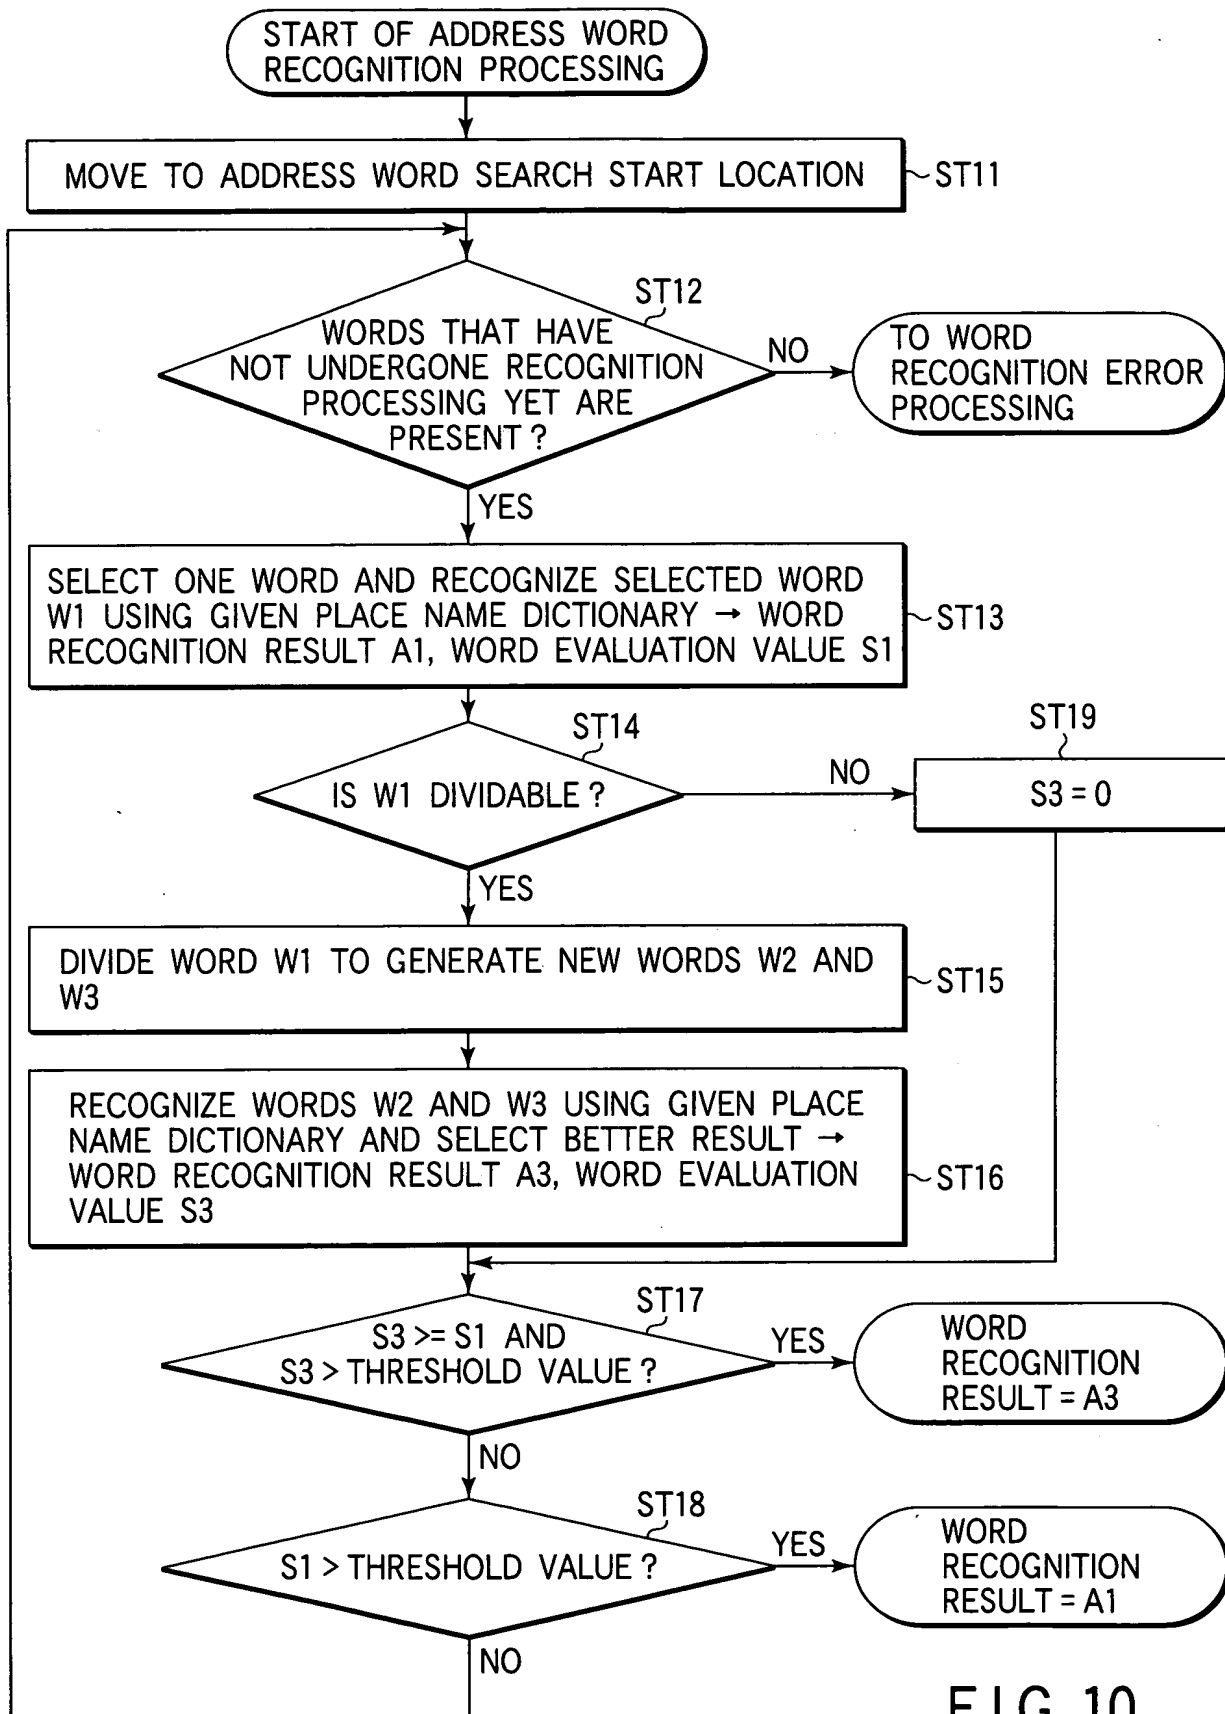 START OF ADDRESS WORD
RECOGNITION PROCESSING
MOVE TO ADDRESS WORD SEARCH START LOCATION
ST11
ST12
WORDS THAT HAVE
NOT UNDERGONE RECOGNITION
PROCESSING YET ARE
PRESENT ?
NO
TO WORD
RECOGNITION ERROR
PROCESSING
YES
SELECT ONE WORD AND RECOGNIZE SELECTED WORD
W1 USING GIVEN PLACE NAME DICTIONARY → WORD
RECOGNITION RESULT A1, WORD EVALUATION VALUE S1
ST13
ST14
IS W1 DIVIDABLE ?
NO
ST19
S3 = 0
YES
DIVIDE WORD W1 TO GENERATE NEW WORDS W2 AND
W3
ST15
RECOGNIZE WORDS W2 AND W3 USING GIVEN PLACE
NAME DICTIONARY AND SELECT BETTER RESULT →
WORD RECOGNITION RESULT A3, WORD EVALUATION
VALUE S3
ST16
ST17
S3 >= S1 AND
S3 > THRESHOLD VALUE ?
YES
WORD
RECOGNITION
RESULT = A3
NO
ST18
S1 > THRESHOLD VALUE ?
YES
WORD
RECOGNITION
RESULT = A1
NO
FIG. 10